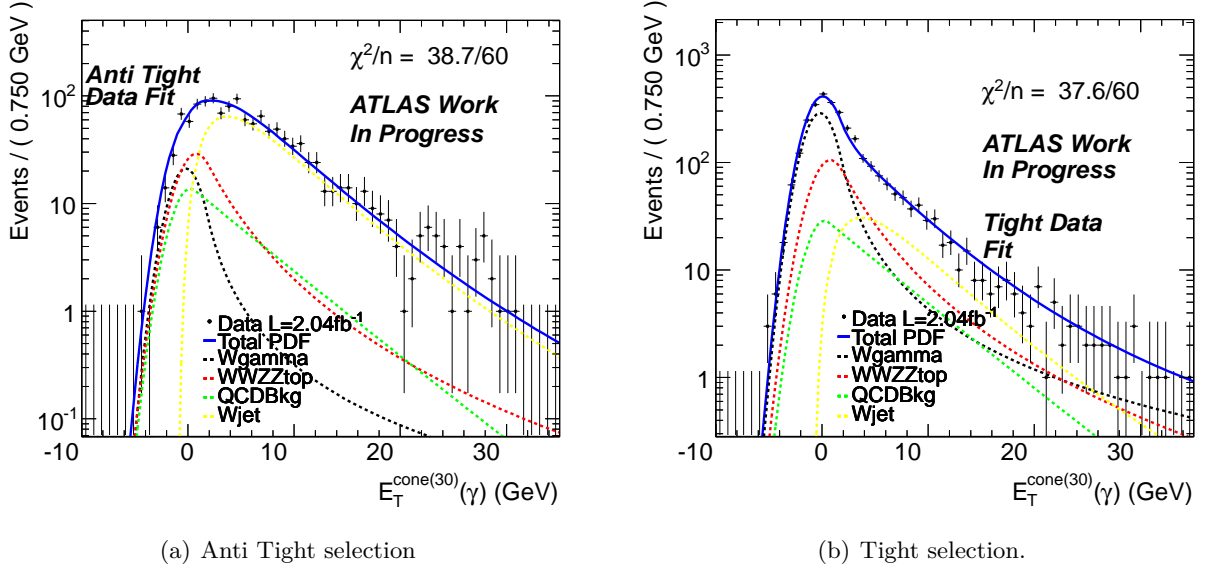 Anti Tight
Data Fit
χ²/n = 38.7/60
ATLAS Work
In Progress
Events / ( 0.750 GeV )
10²
10
1
10⁻¹
Data L=2.04fb⁻¹
Total PDF
Wgamma
WWZZtop
QCDBkg
Wjet
-10 0 10 20 30
E_T^cone(30)(γ) (GeV)
(a) Anti Tight selection
χ²/n = 37.6/60
ATLAS Work
In Progress
Tight Data
Fit
Events / ( 0.750 GeV )
10³
10²
10
1
Data L=2.04fb⁻¹
Total PDF
Wgamma
WWZZtop
QCDBkg
Wjet
-10 0 10 20 30
E_T^cone(30)(γ) (GeV)
(b) Tight selection.